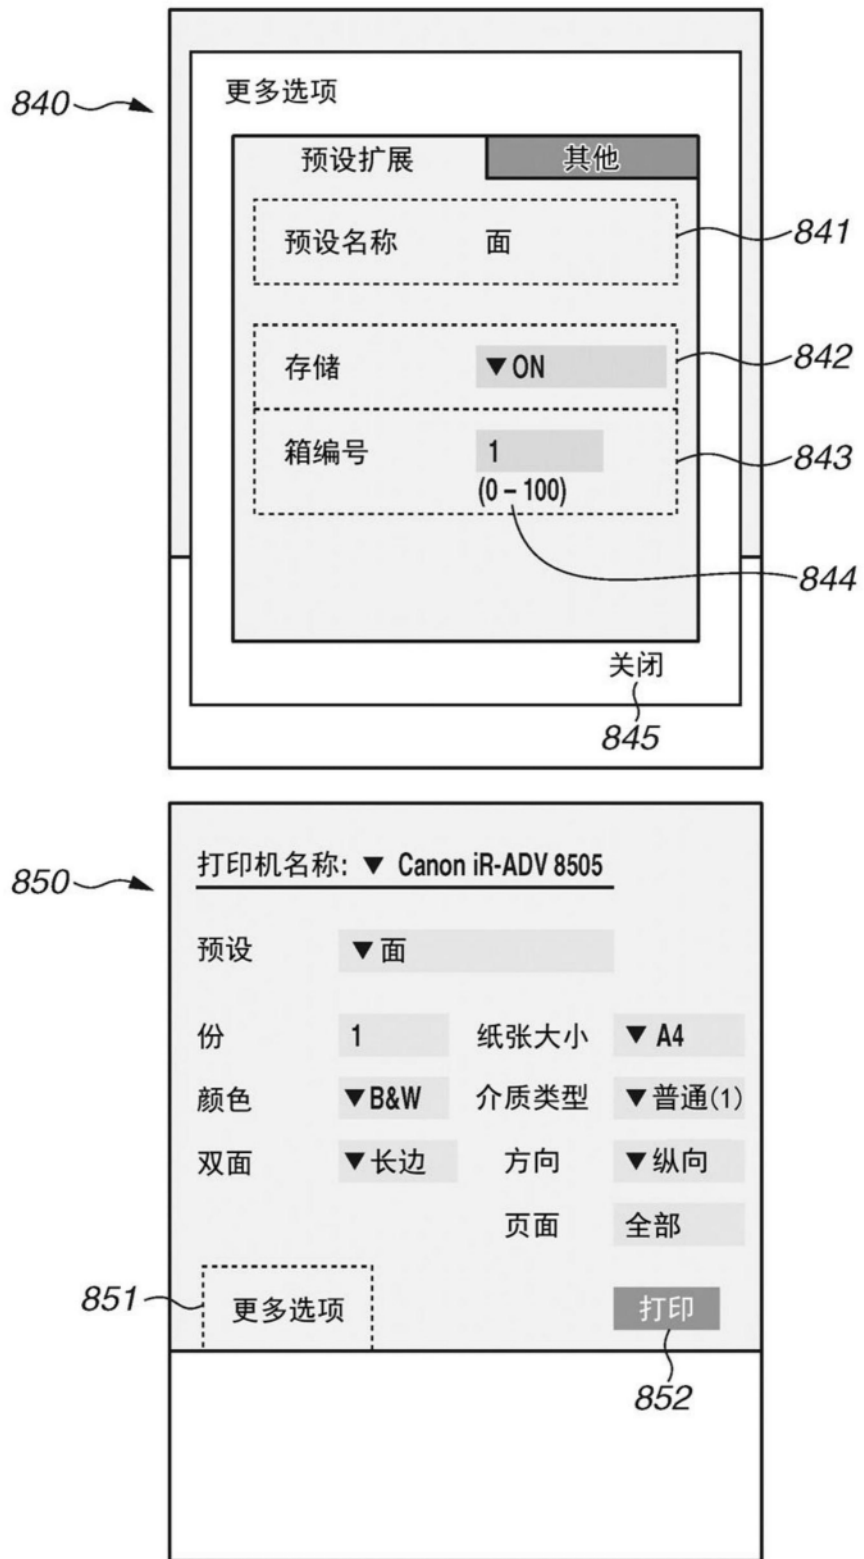 840
更多选项
预设扩展 其他
预设名称 面
841
存储 ▼ON
842
箱编号 1
843
(0 – 100)
844
关闭
845
850
打印机名称: ▼ Canon iR-ADV 8505
预设 ▼面
份 1 纸张大小 ▼ A4
颜色 ▼B&W 介质类型 ▼普通(1)
双面 ▼长边 方向 ▼纵向
页面 全部
851
更多选项 打印
852